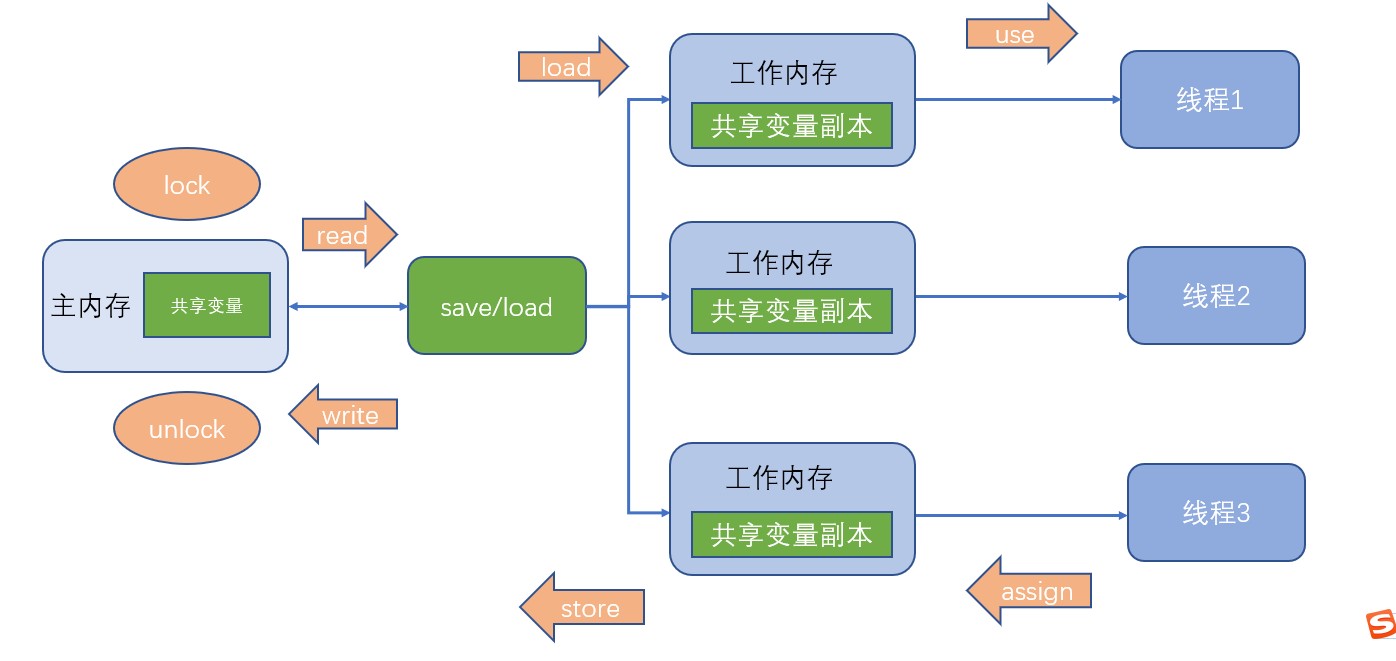 load
use
工作内存
共享变量副本
线程1
lock
read
主内存
共享变量
save/load
工作内存
共享变量副本
线程2
unlock
write
工作内存
共享变量副本
线程3
store
assign
S